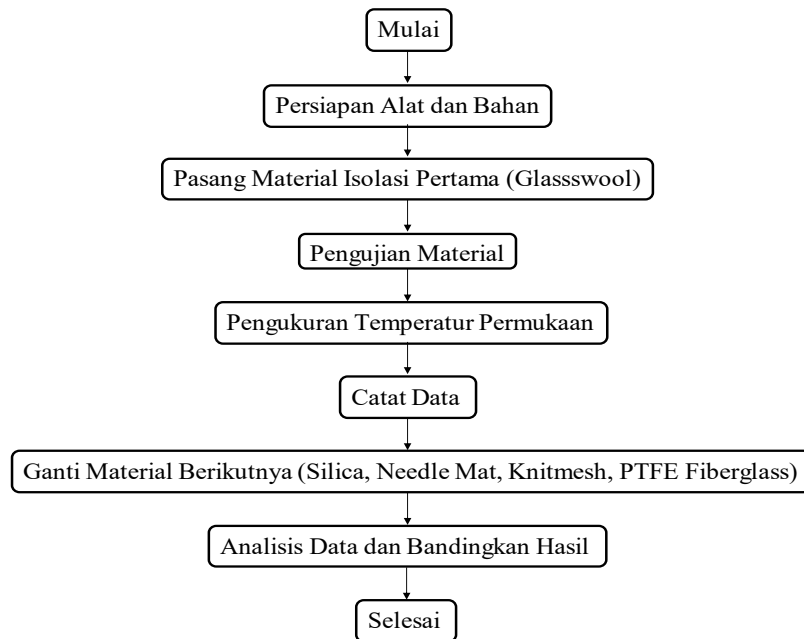 Mulai
Persiapan Alat dan Bahan
Pasang Material Isolasi Pertama (Glassswool)
Pengujian Material
Pengukuran Temperatur Permukaan
Catat Data
Ganti Material Berikutnya (Silica, Needle Mat, Knitmesh, PTFE Fiberglass)
Analisis Data dan Bandingkan Hasil
Selesai